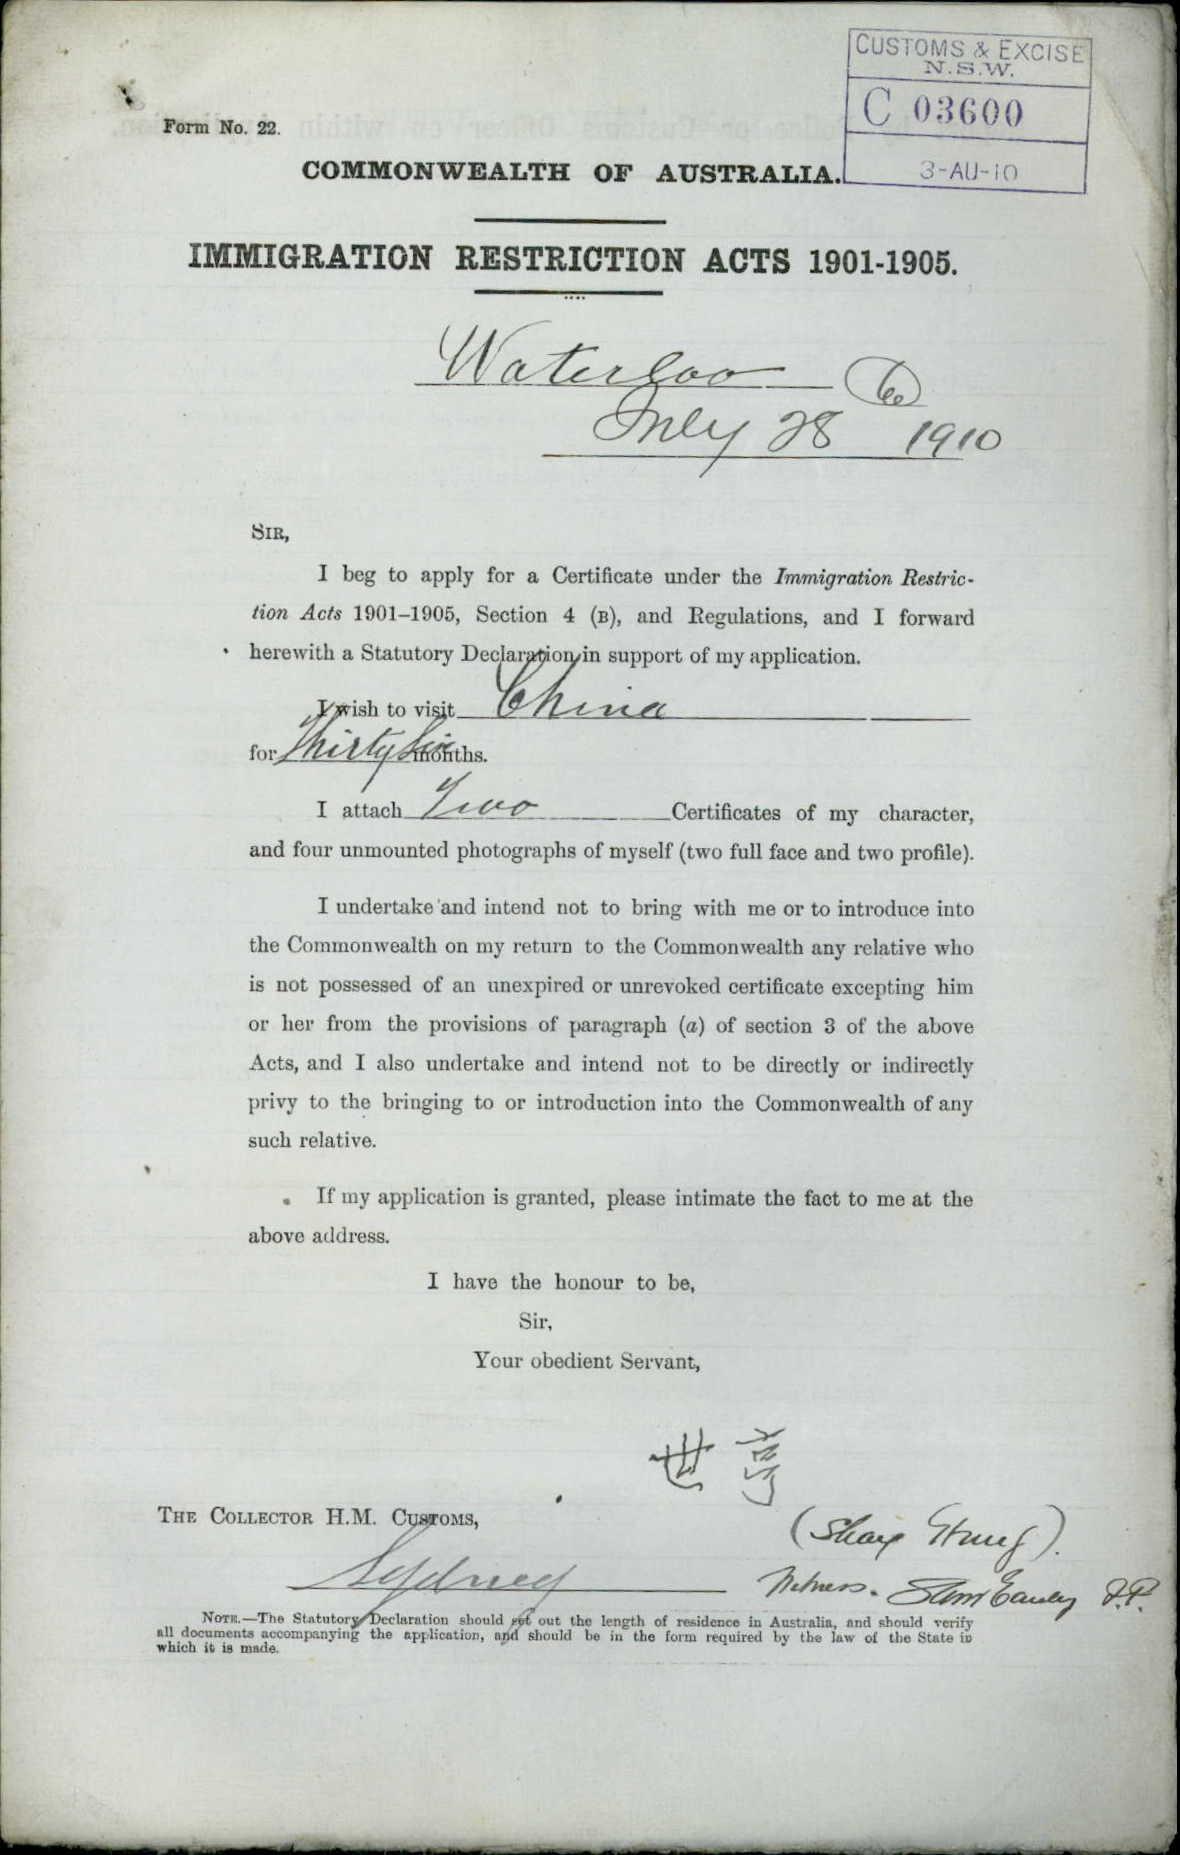 CUSTOMS & EXCISE
N.S.W.
C 03600
3-AU-10
Form No. 22.
COMMONWEALTH OF AUSTRALIA.
IMMIGRATION RESTRICTION ACTS 1901-1905.
Waterloo
July 28 1910
SIR,
I beg to apply for a Certificate under the Immigration Restric-
tion Acts 1901–1905, Section 4 (B), and Regulations, and I forward
herewith a Statutory Declaration in support of my application.
I wish to visit China
for Thirty Six months.
I attach Two Certificates of my character,
and four unmounted photographs of myself (two full face and two profile).
I undertake and intend not to bring with me or to introduce into
the Commonwealth on my return to the Commonwealth any relative who
is not possessed of an unexpired or unrevoked certificate excepting him
or her from the provisions of paragraph (a) of section 3 of the above
Acts, and I also undertake and intend not to be directly or indirectly
privy to the bringing to or introduction into the Commonwealth of any
such relative.
If my application is granted, please intimate the fact to me at the
above address.
I have the honour to be,
Sir,
Your obedient Servant,
世亨
THE COLLECTOR H.M. CUSTOMS,
Sydney
Witness. J.P.
NOTE.—The Statutory Declaration should set out the length of residence in Australia, and should verify
all documents accompanying the application, and should be in the form required by the law of the State in
which it is made.